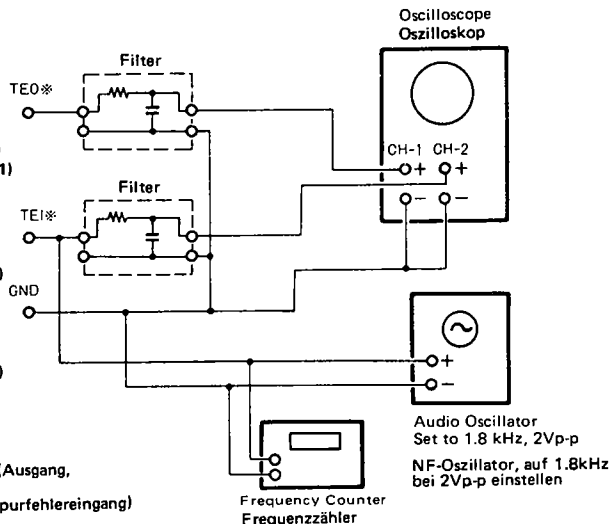 Oscilloscope
Oszilloskop
Filter
TEO※
CH-1 CH-2
+ +
- -
1)
Filter
TEI※
)
GND
)
+
-
Audio Oscillator
Set to 1.8 kHz, 2Vp-p
NF-Oszillator, auf 1.8kHz
bei 2Vp-p einstellen
(Ausgang,
purfehlereingang)
Frequency Counter
Frequenzzähler